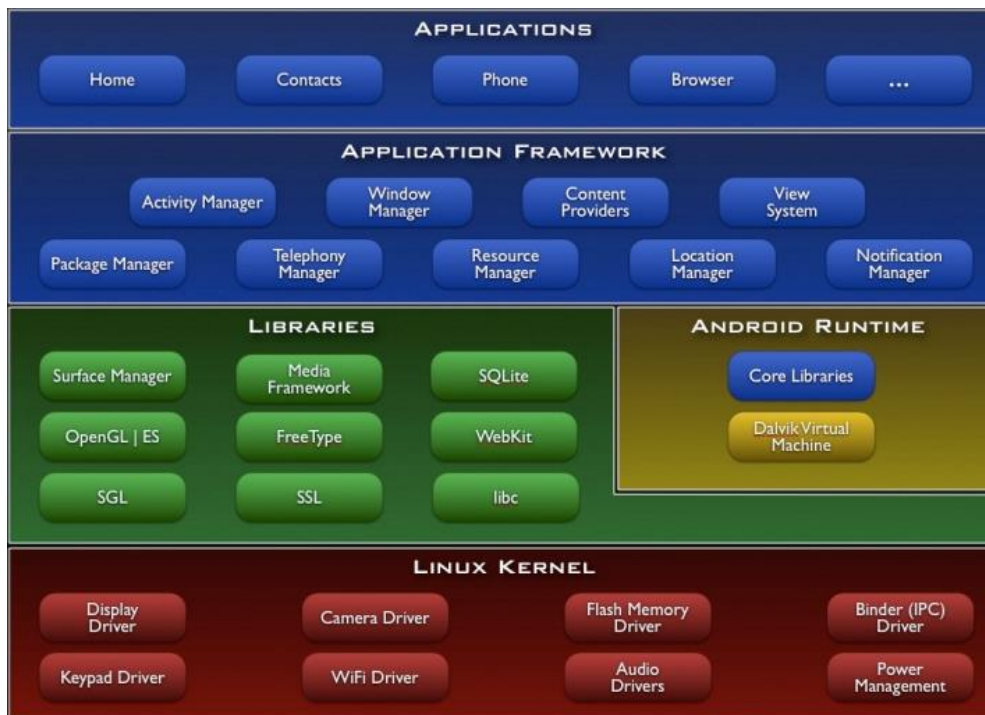 APPLICATIONS
Home
Contacts
Phone
Browser
...
APPLICATION FRAMEWORK
Activity Manager
Window
Manager
Content
Providers
View
System
Package Manager
Telephony
Manager
Resource
Manager
Location
Manager
Notification
Manager
LIBRARIES
Surface Manager
Media
Framework
SQLite
OpenGL | ES
FreeType
WebKit
SGL
SSL
libc
ANDROID RUNTIME
Core Libraries
Dalvik Virtual
Machine
LINUX KERNEL
Display
Driver
Camera Driver
Flash Memory
Driver
Binder (IPC)
Driver
Keypad Driver
WiFi Driver
Audio
Drivers
Power
Management